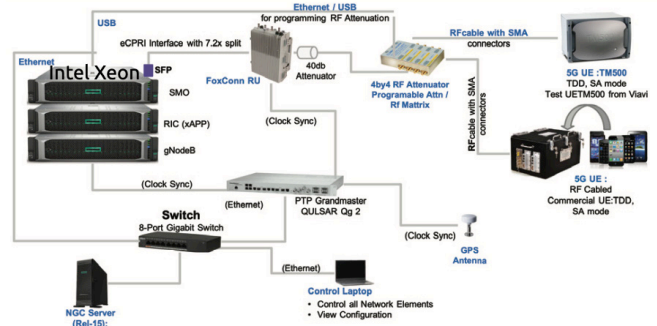 Ethernet / USB
for programming RF Attenuation
USB
eCPRI Interface with 7.2x split
RFcable with SMA
connectors
Ethernet
Intel Xeon
SFP
SMO
RIC (xAPP)
gNodeB
FoxConn RU
40db
Attenuator
4by4 RF Attenuator
Programable Attn /
Rf Mattrix
RFcable with SMA
connectors
5G UE :TM500
TDD, SA mode
Test UETM500 from Viavi
(Clock Sync)
5G UE :
RF Cabled
Commercial UE:TDD,
SA mode
(Clock Sync)
(Ethernet)
PTP Grandmaster
QULSAR Qg 2
Switch
8-Port Gigabit Switch
(Clock Sync)
GPS
Antenna
(Ethernet)
Control Laptop
• Control all Network Elements
• View Configuration
NGC Server
(Rel-15):